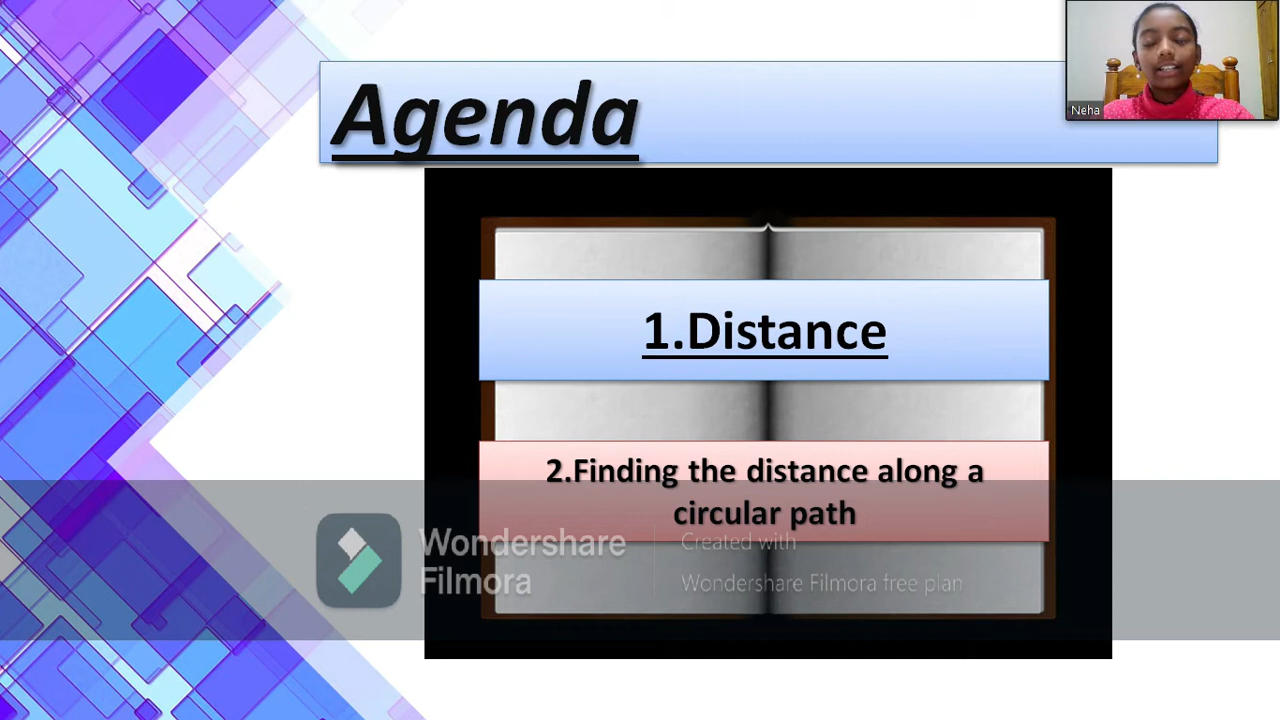 Agenda
Neha
1.Distance
2.Finding the distance along a
circular path
Wondershare
Filmora
Created with
Wondershare Filmora free plan